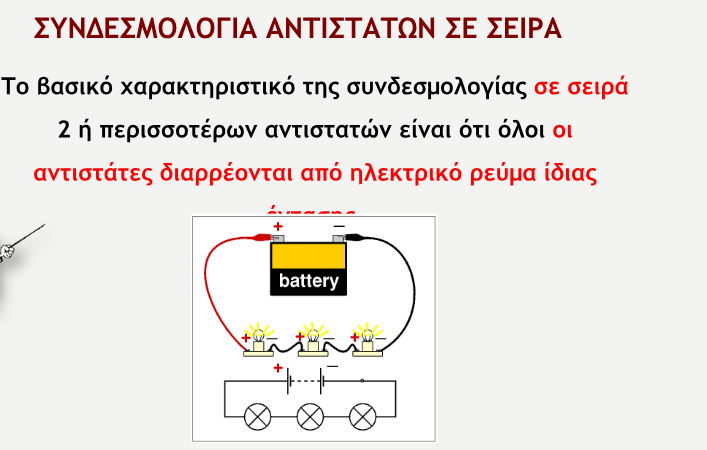 ΣΥΝΔΕΣΜΟΛΟΓΙΑ ΑΝΤΙΣΤΑΤΩΝ ΣΕ ΣΕΙΡΑ
Το βασικό χαρακτηριστικό της συνδεσμολογίας σε σειρά
2 ή περισσοτέρων αντιστατών είναι ότι όλοι οι
αντιστάτες διαρρέονται από ηλεκτρικό ρεύμα ίδιας
+ −
battery
+ − + − + −
+ −